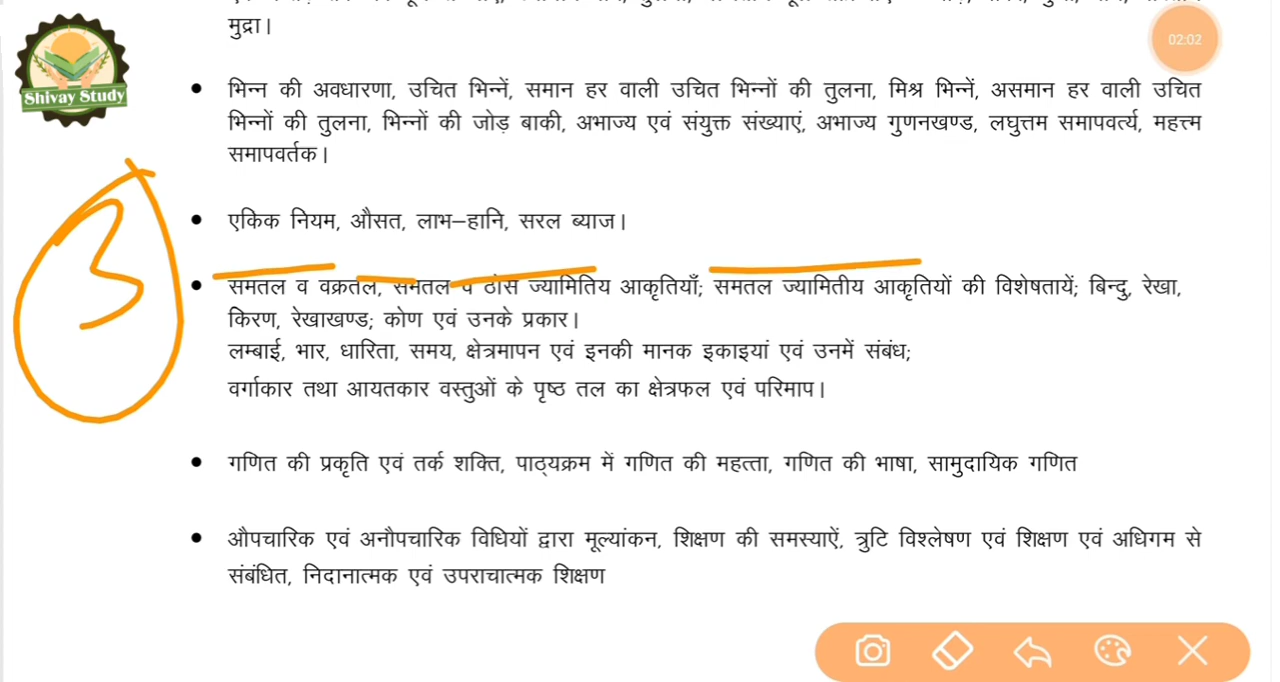 मुद्रा।
Shivay Study
02:02
भिन्न की अवधारणा, उचित भिन्नें, समान हर वाली उचित भिन्नों की तुलना, मिश्र भिन्नें, असमान हर वाली उचित
भिन्नों की तुलना, भिन्नों की जोड़ बाकी, अभाज्य एवं संयुक्त संख्याएं, अभाज्य गुणनखण्ड, लघुत्तम समापवर्त्य, महत्त्म
समापवर्तक।
एकिक नियम, औसत, लाभ–हानि, सरल ब्याज।
3
समतल व वक्रतल, समतल व ठोस ज्यामितिय आकृतियाँ; समतल ज्यामितीय आकृतियों की विशेषतायें; बिन्दु, रेखा,
किरण, रेखाखण्ड; कोण एवं उनके प्रकार।
लम्बाई, भार, धारिता, समय, क्षेत्रमापन एवं इनकी मानक इकाइयां एवं उनमें संबंध;
वर्गाकार तथा आयतकार वस्तुओं के पृष्ठ तल का क्षेत्रफल एवं परिमाप।
गणित की प्रकृति एवं तर्क शक्ति, पाठ्यक्रम में गणित की महत्ता, गणित की भाषा, सामुदायिक गणित
औपचारिक एवं अनौपचारिक विधियों द्वारा मूल्यांकन, शिक्षण की समस्याऐं, त्रुटि विश्लेषण एवं शिक्षण एवं अधिगम से
संबंधित, निदानात्मक एवं उपराचात्मक शिक्षण